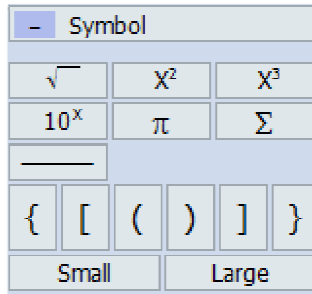 – Symbol
√ X² X³
10ˣ π Σ
{ [ ( ) ] }
Small Large